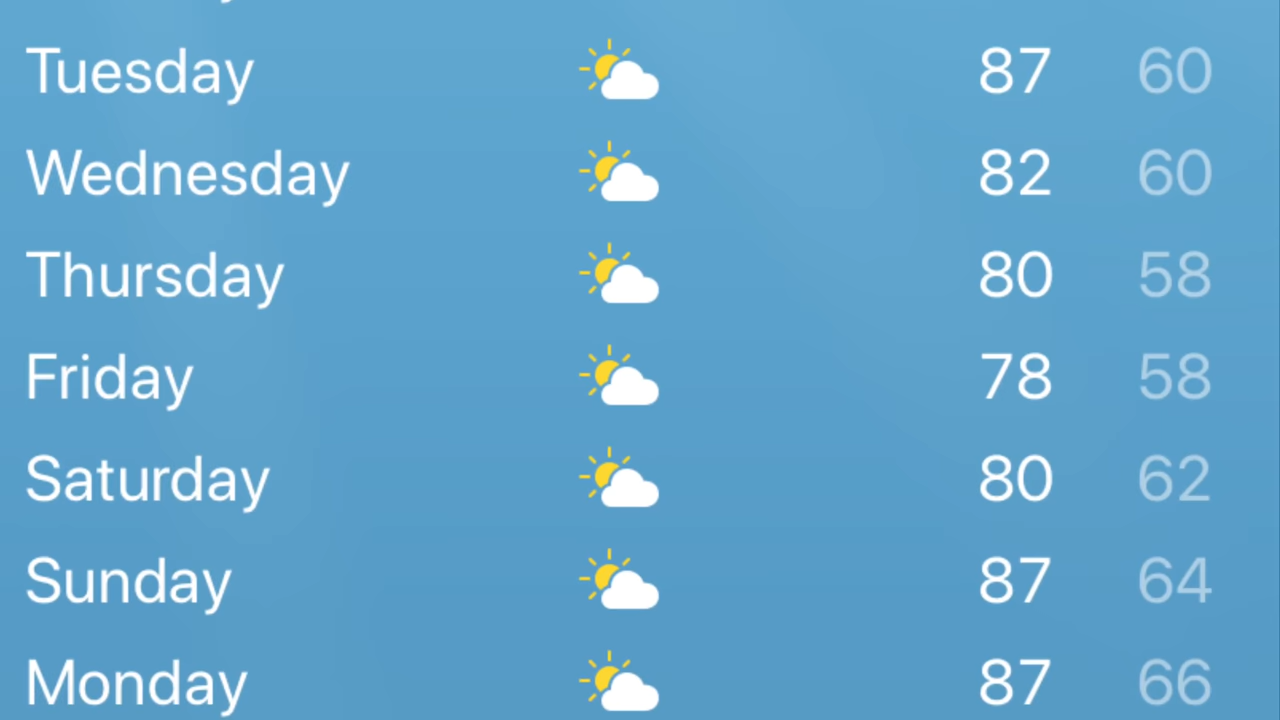 Tuesday 87 60
Wednesday 82 60
Thursday 80 58
Friday 78 58
Saturday 80 62
Sunday 87 64
Monday 87 66